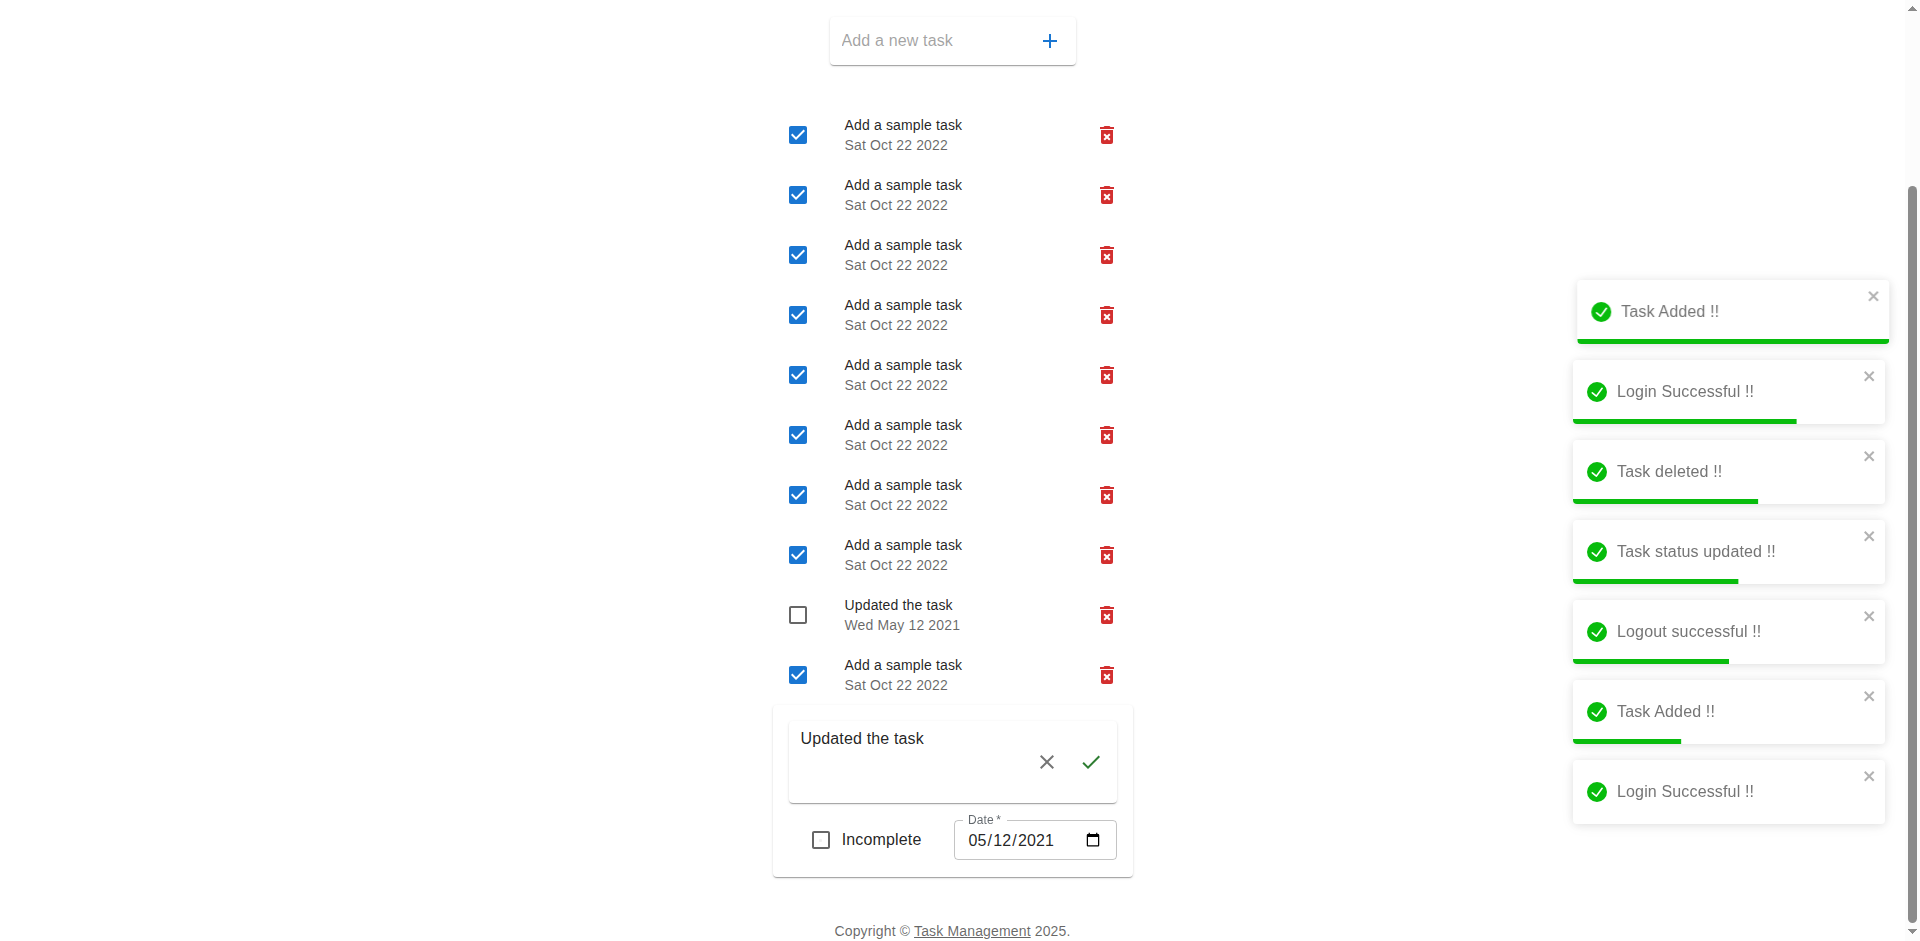 Add a new task
Add a sample task
Sat Oct 22 2022
Add a sample task
Sat Oct 22 2022
Add a sample task
Sat Oct 22 2022
Add a sample task
Sat Oct 22 2022
Add a sample task
Sat Oct 22 2022
Add a sample task
Sat Oct 22 2022
Add a sample task
Sat Oct 22 2022
Add a sample task
Sat Oct 22 2022
Updated the task
Wed May 12 2021
Add a sample task
Sat Oct 22 2022
Updated the task
Incomplete
Date *
05/12/2021
Copyright © Task Management 2025.
Task Added !!
Login Successful !!
Task deleted !!
Task status updated !!
Logout successful !!
Task Added !!
Login Successful !!